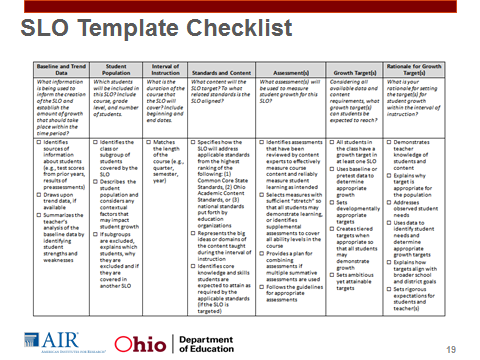 SLO Template Checklist
Baseline and Trend
Data
What information
is being used to
inform the creation
of the SLO and
establish the
amount of growth
that should take
place within the
time period?
☐ Identifies
sources of
information
about students
(e.g., test scores
from prior years,
results of
preassessments)
☐ Draws upon
trend data, if
available
☐ Summarizes the
teacher's
analysis of the
baseline data by
identifying
student
strengths and
weaknesses
Student
Population
Which students
will be included in
this SLO? Include
course, grade
level, and number
of students.
☐ Identifies the
class or
subgroup of
students
covered by the
SLO
☐ Describes the
student
population and
considers any
contextual
factors that
may impact
student growth
☐ If subgroups
are excluded,
explains which
students, why
they are
excluded and if
they are
covered in
another SLO
Interval of
Instruction
What is the
duration of the
course that
the SLO will
cover? Include
beginning and
end dates.
☐ Matches
the length
of the
course (e.g.,
quarter,
semester,
year)
Standards and Content
What content will the
SLO target? To what
related standards is the
SLO aligned?
☐ Specifies how the
SLO will address
applicable standards
from the highest
ranking of the
following: (1)
Common Core State
Standards, (2) Ohio
Academic Content
Standards, or (3)
national standards
put forth by
education
organizations
☐ Represents the big
ideas or domains of
the content taught
during the interval of
instruction
☐ Identifies core
knowledge and skills
students are
expected to attain as
required by the
applicable standards
(if the SLO is
targeted)
Assessment(s)
What assessment(s) will
be used to measure
student growth for this
SLO?
☐ Identifies assessments
that have been
reviewed by content
experts to effectively
measure course
content and reliably
measure student
learning as intended
☐ Selects measures with
sufficient "stretch" so
that all students may
demonstrate learning,
or identifies
supplemental
assessments to cover
all ability levels in the
course
☐ Provides a plan for
combining
assessments if
multiple summative
assessments are used
☐ Follows the guidelines
for appropriate
assessments
Growth Target(s)
Considering all
available data and
content
requirements, what
growth target(s)
can students be
expected to reach?
☐ All students in
the class have a
growth target in
at least one SLO
☐ Uses baseline or
pretest data to
determine
appropriate
growth
☐ Sets
developmentally
appropriate
targets
☐ Creates tiered
targets when
appropriate so
that all students
may
demonstrate
growth
☐ Sets ambitious
yet attainable
targets
Rationale for Growth
Target(s)
What is your
rationale for setting
the target(s) for
student growth
within the interval of
instruction?
☐ Demonstrates
teacher
knowledge of
students and
content
☐ Explains why
target is
appropriate for
the population
☐ Addresses
observed student
needs
☐ Uses data to
identify student
needs and
determine
appropriate
growth targets
☐ Explains how
targets align with
broader school
and district goals
☐ Sets rigorous
expectations for
students and
teacher(s)
AIR
AMERICAN INSTITUTES FOR RESEARCH
Ohio
Department
of Education
19